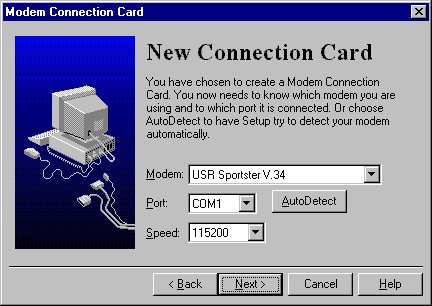 Modem Connection Card
New Connection Card
You have chosen to create a Modem Connection
Card. You now needs to know which modem you are
using and to which port it is connected. Or choose
AutoDetect to have Setup try to detect your modem
automatically.
Modem: USR Sportster V.34
Port: COM1 AutoDetect
Speed: 115200
< Back Next > Cancel Help